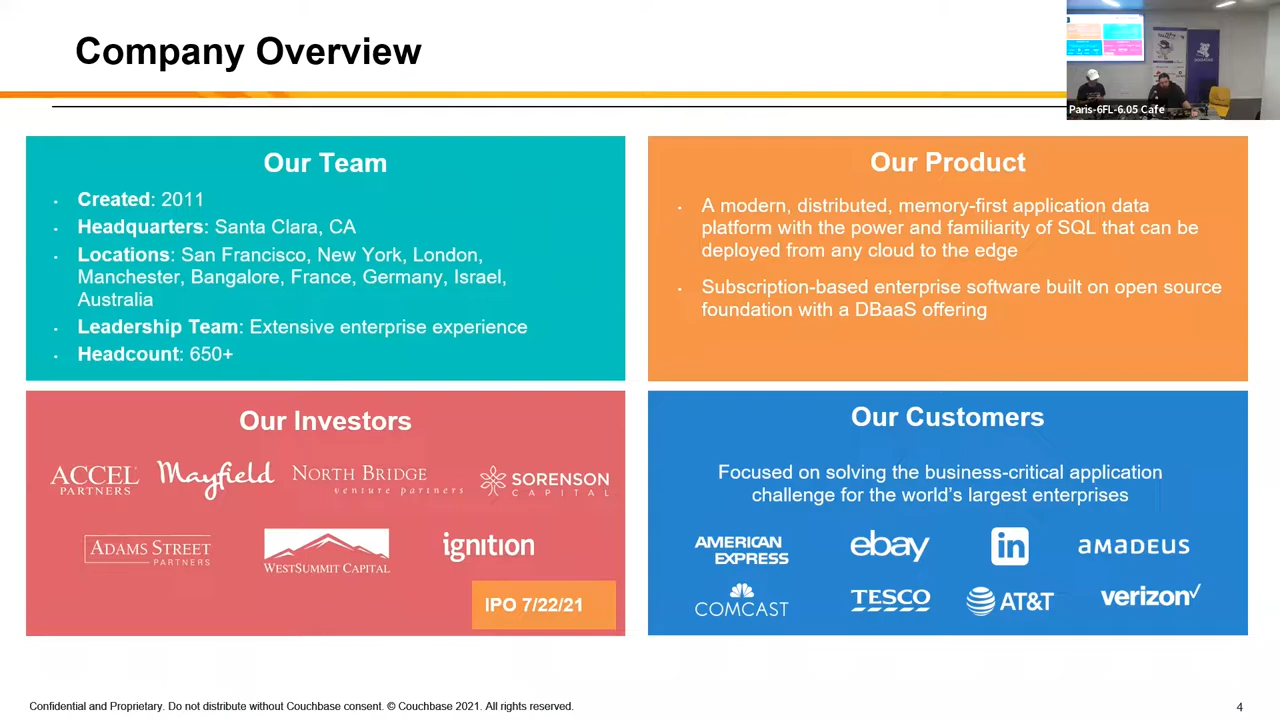 Company Overview
Paris-6FL-6.05 Cafe
Our Team
Created: 2011
Headquarters: Santa Clara, CA
Locations: San Francisco, New York, London,
Manchester, Bangalore, France, Germany, Israel,
Australia
Leadership Team: Extensive enterprise experience
Headcount: 650+
Our Product
A modern, distributed, memory-first application data
platform with the power and familiarity of SQL that can be
deployed from any cloud to the edge
Subscription-based enterprise software built on open source
foundation with a DBaaS offering
Our Investors
ACCEL
PARTNERS
Mayfield
NORTH BRIDGE
venture partners
SORENSON
CAPITAL
ADAMS STREET
PARTNERS
WESTSUMMIT CAPITAL
ignition
IPO 7/22/21
Our Customers
Focused on solving the business-critical application
challenge for the world's largest enterprises
AMERICAN
EXPRESS
ebay
in
amadeus
COMCAST
TESCO
AT&T
verizon✓
Confidential and Proprietary. Do not distribute without Couchbase consent. © Couchbase 2021. All rights reserved.
4